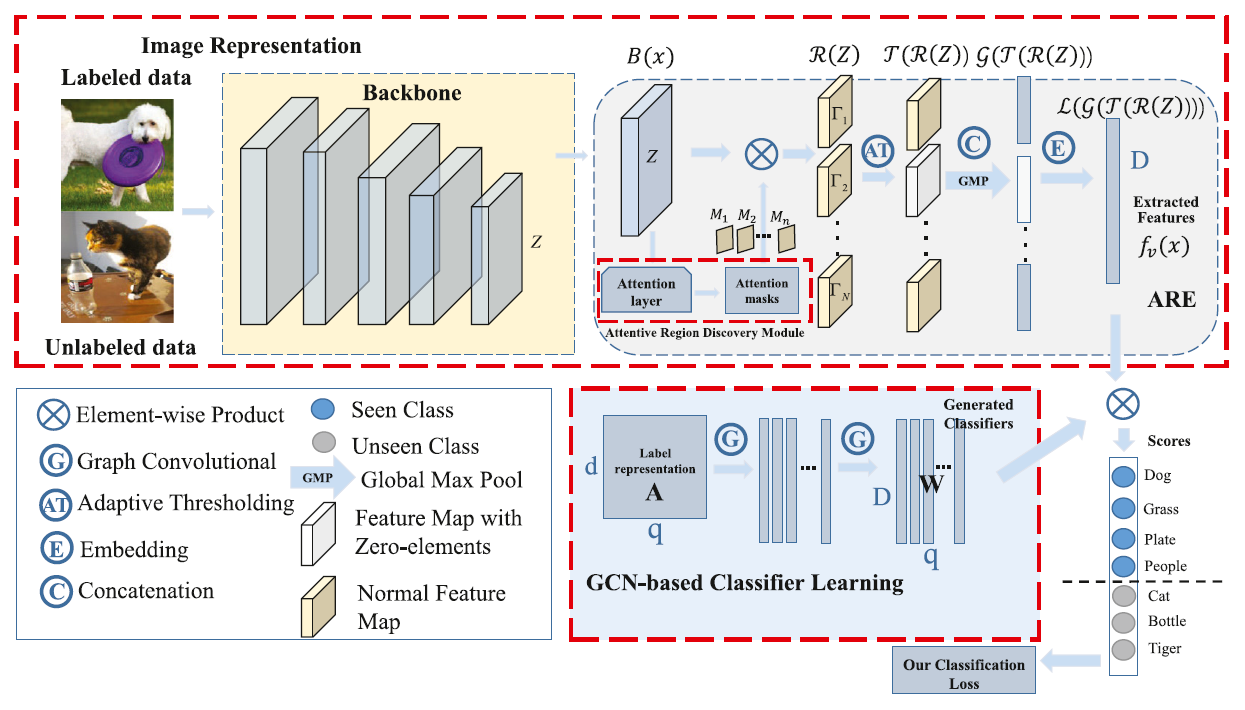 Image Representation
Labeled data
Backbone
Z
Unlabeled data
B(x)
ℛ(Z)
𝒯(ℛ(Z))
𝒢(𝒯(ℛ(Z)))
ℒ(𝒢(𝒯(ℛ(Z))))
Z
Γ1
Γ2
ΓN
AT
C
GMP
E
D
M1 M2 ... Mn
Extracted
Features
fv(x)
ARE
Attention
layer
Attention
masks
Attentive Region Discovery Module
Element-wise Product
G Graph Convolutional
AT Adaptive Thresholding
E Embedding
C Concatenation
Seen Class
Unseen Class
GMP Global Max Pool
Feature Map with
Zero-elements
Normal Feature
Map
d
Label
representation
A
q
G
...
G
D
Generated
Classifiers
W
...
q
GCN-based Classifier Learning
Scores
Dog
Grass
Plate
People
Cat
Bottle
Tiger
Our Classification
Loss